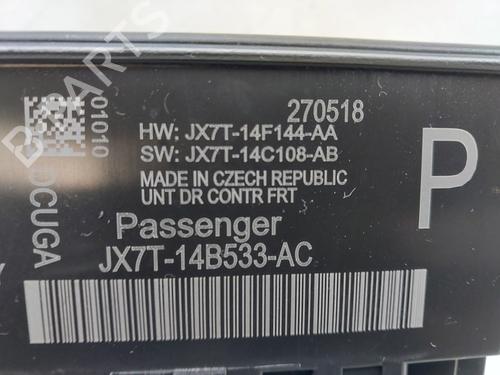 270518
HW: JX7T-14F144-AA
SW: JX7T-14C108-AB
MADE IN CZECH REPUBLIC
UNT DR CONTR FRT
P
Passenger
JX7T-14B533-AC
01010
OCUGA
PARTS